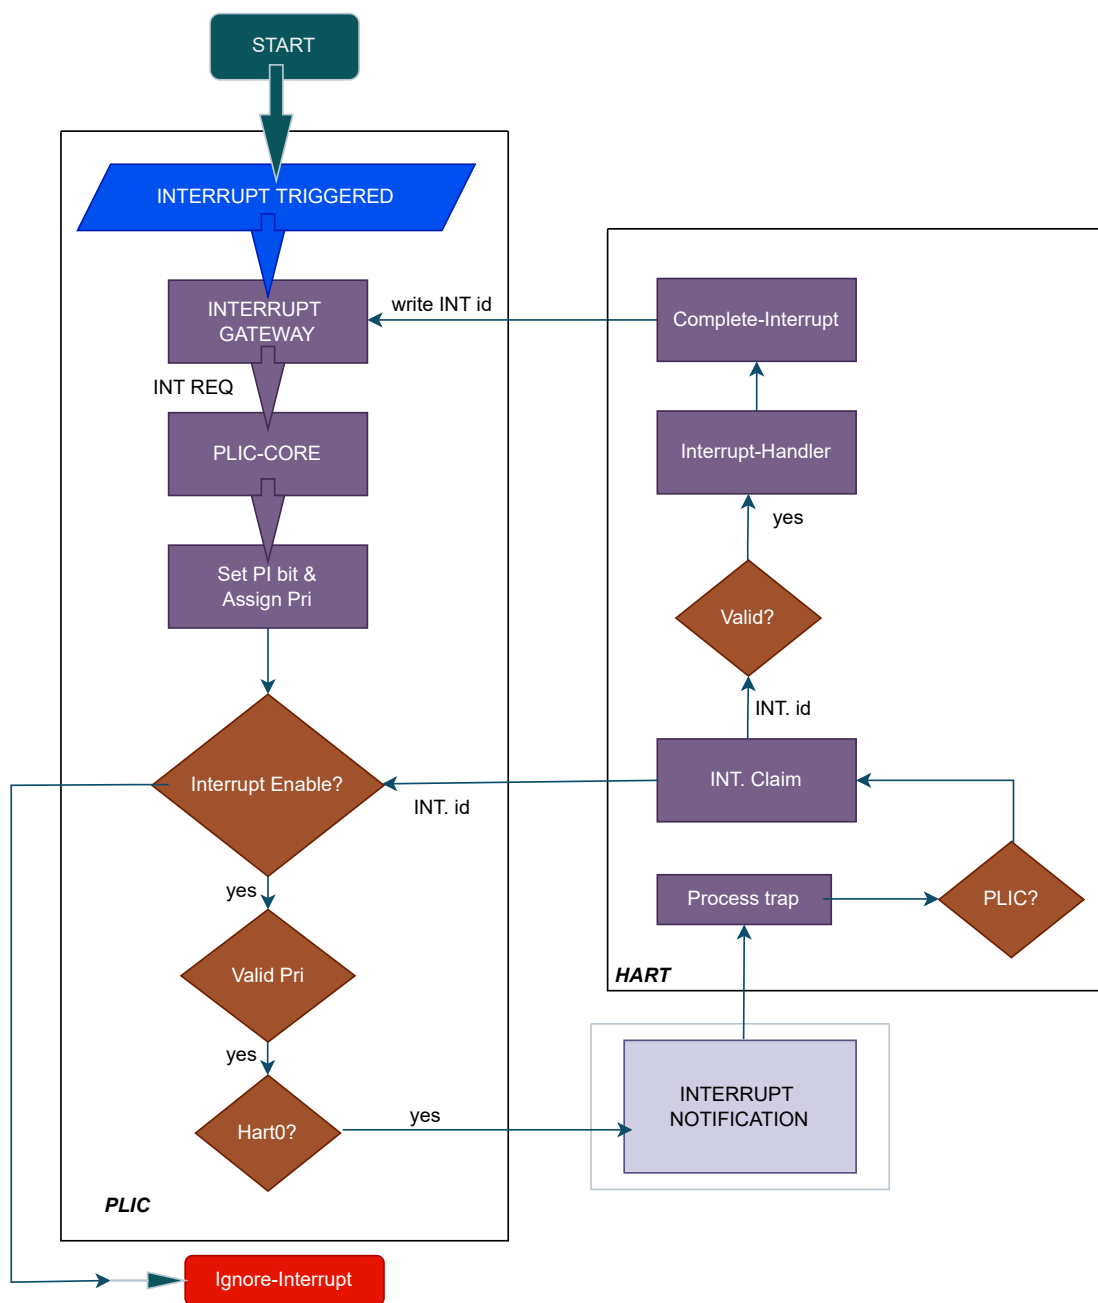 START
INTERRUPT TRIGGERED
INTERRUPT
GATEWAY
INT REQ
PLIC-CORE
Set PI bit &
Assign Pri
Interrupt Enable?
yes
Valid Pri
yes
Hart0?
yes
PLIC
Ignore-Interrupt
write INT id
Complete-Interrupt
Interrupt-Handler
yes
Valid?
INT. id
INT. Claim
INT. id
Process trap
PLIC?
HART
INTERRUPT
NOTIFICATION